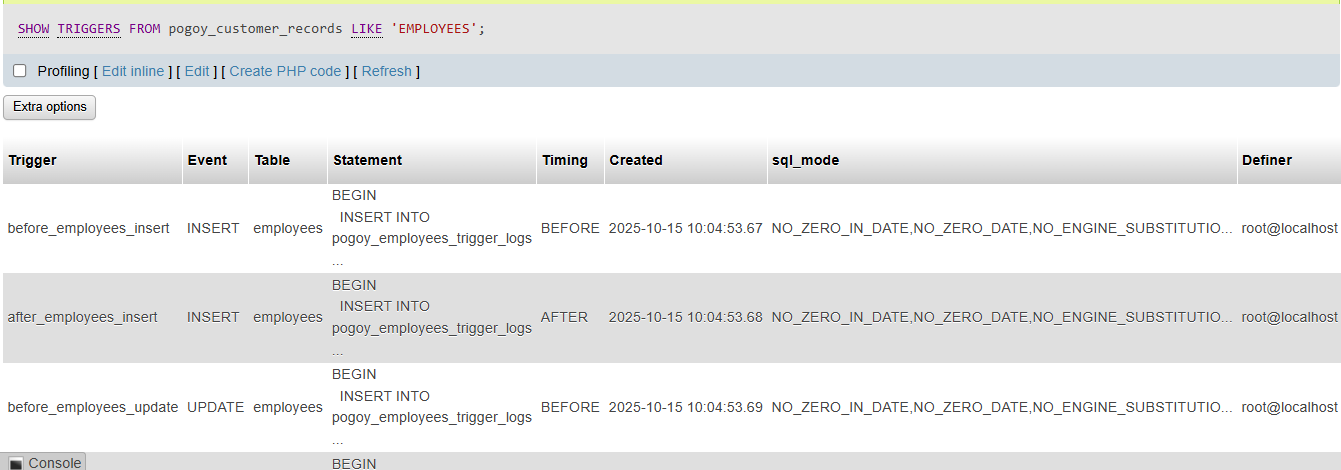 SHOW TRIGGERS FROM pogoy_customer_records LIKE 'EMPLOYEES';
Profiling [ Edit inline ] [ Edit ] [ Create PHP code ] [ Refresh ]
Extra options
Trigger Event Table Statement Timing Created sql_mode Definer
BEGIN
INSERT INTO
before_employees_insert INSERT employees pogoy_employees_trigger_logs BEFORE 2025-10-15 10:04:53.67 NO_ZERO_IN_DATE,NO_ZERO_DATE,NO_ENGINE_SUBSTITUTIO... root@localhost
...
BEGIN
INSERT INTO
after_employees_insert INSERT employees pogoy_employees_trigger_logs AFTER 2025-10-15 10:04:53.68 NO_ZERO_IN_DATE,NO_ZERO_DATE,NO_ENGINE_SUBSTITUTIO... root@localhost
...
BEGIN
INSERT INTO
before_employees_update UPDATE employees pogoy_employees_trigger_logs BEFORE 2025-10-15 10:04:53.69 NO_ZERO_IN_DATE,NO_ZERO_DATE,NO_ENGINE_SUBSTITUTIO... root@localhost
...
Console BEGIN